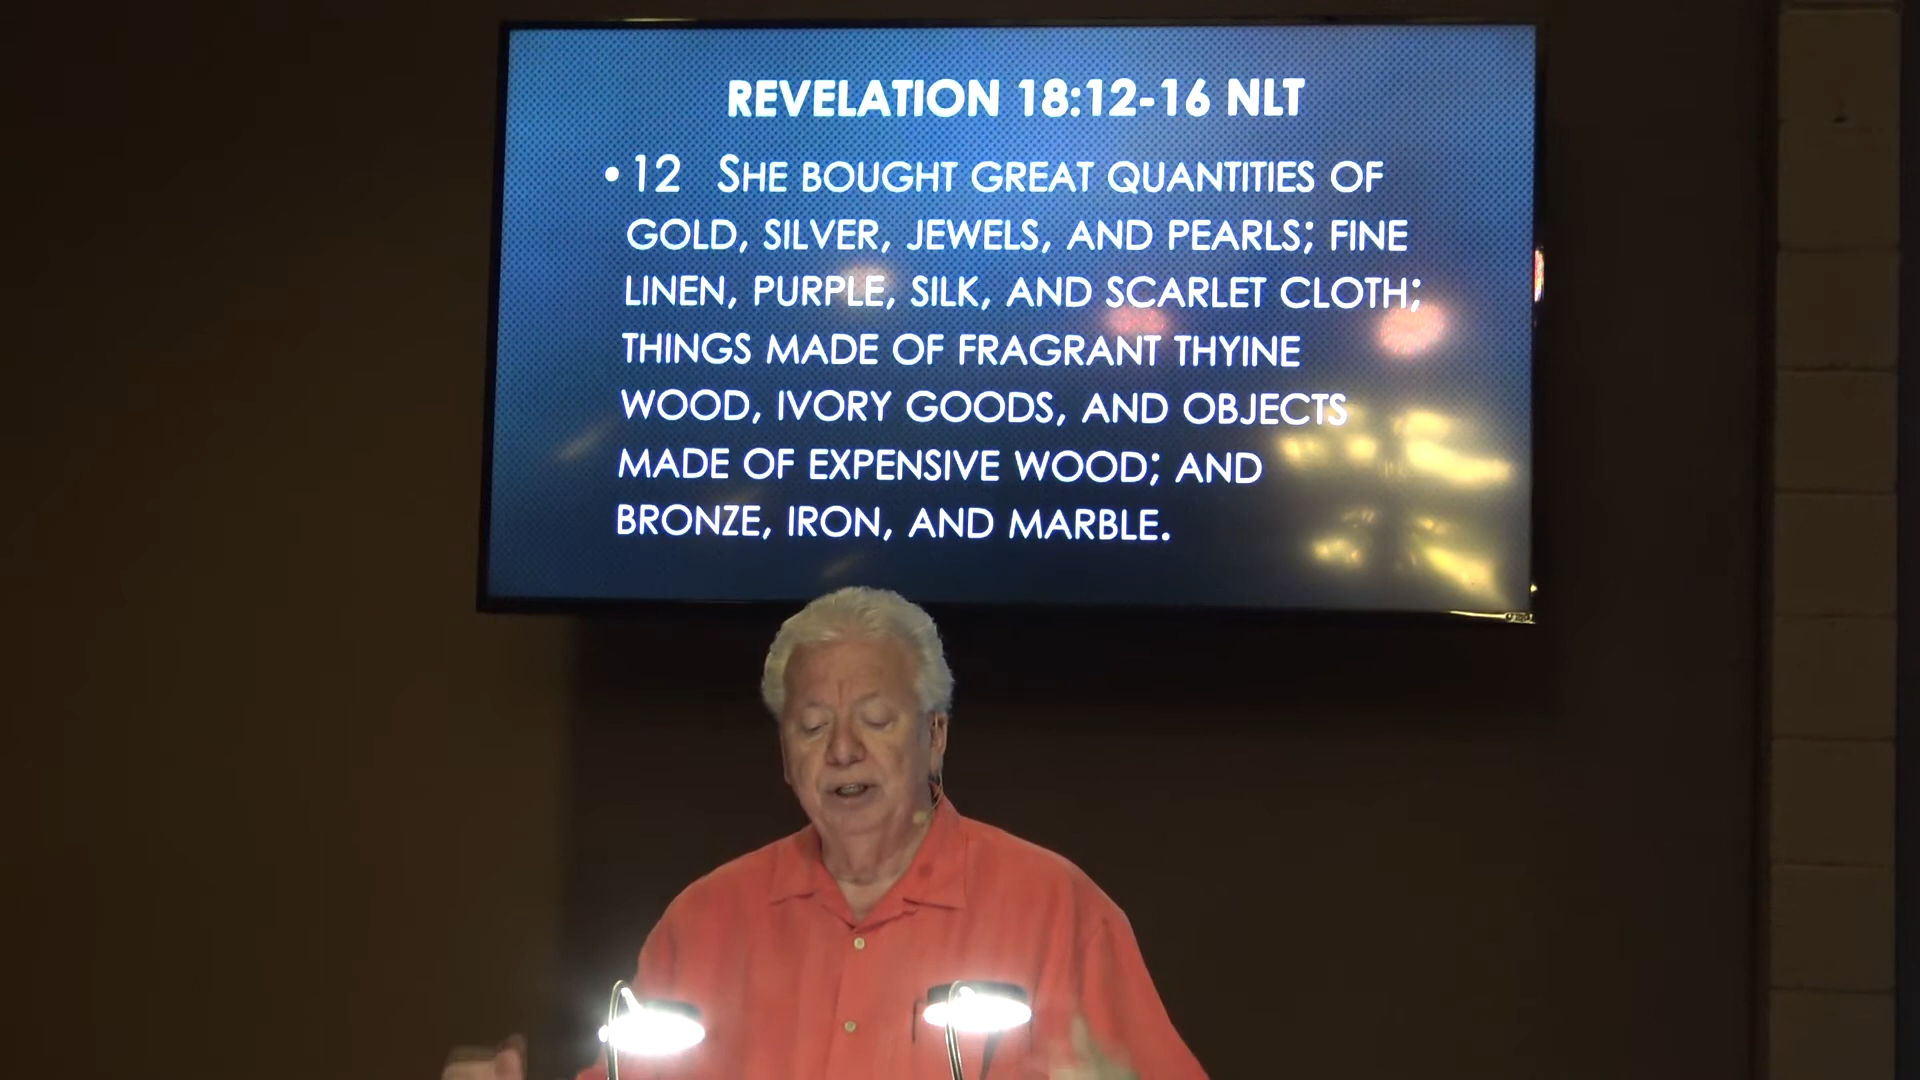 REVELATION 18:12-16 NLT
• 12 SHE BOUGHT GREAT QUANTITIES OF
GOLD, SILVER, JEWELS, AND PEARLS; FINE
LINEN, PURPLE, SILK, AND SCARLET CLOTH;
THINGS MADE OF FRAGRANT THYINE
WOOD, IVORY GOODS, AND OBJECTS
MADE OF EXPENSIVE WOOD; AND
BRONZE, IRON, AND MARBLE.